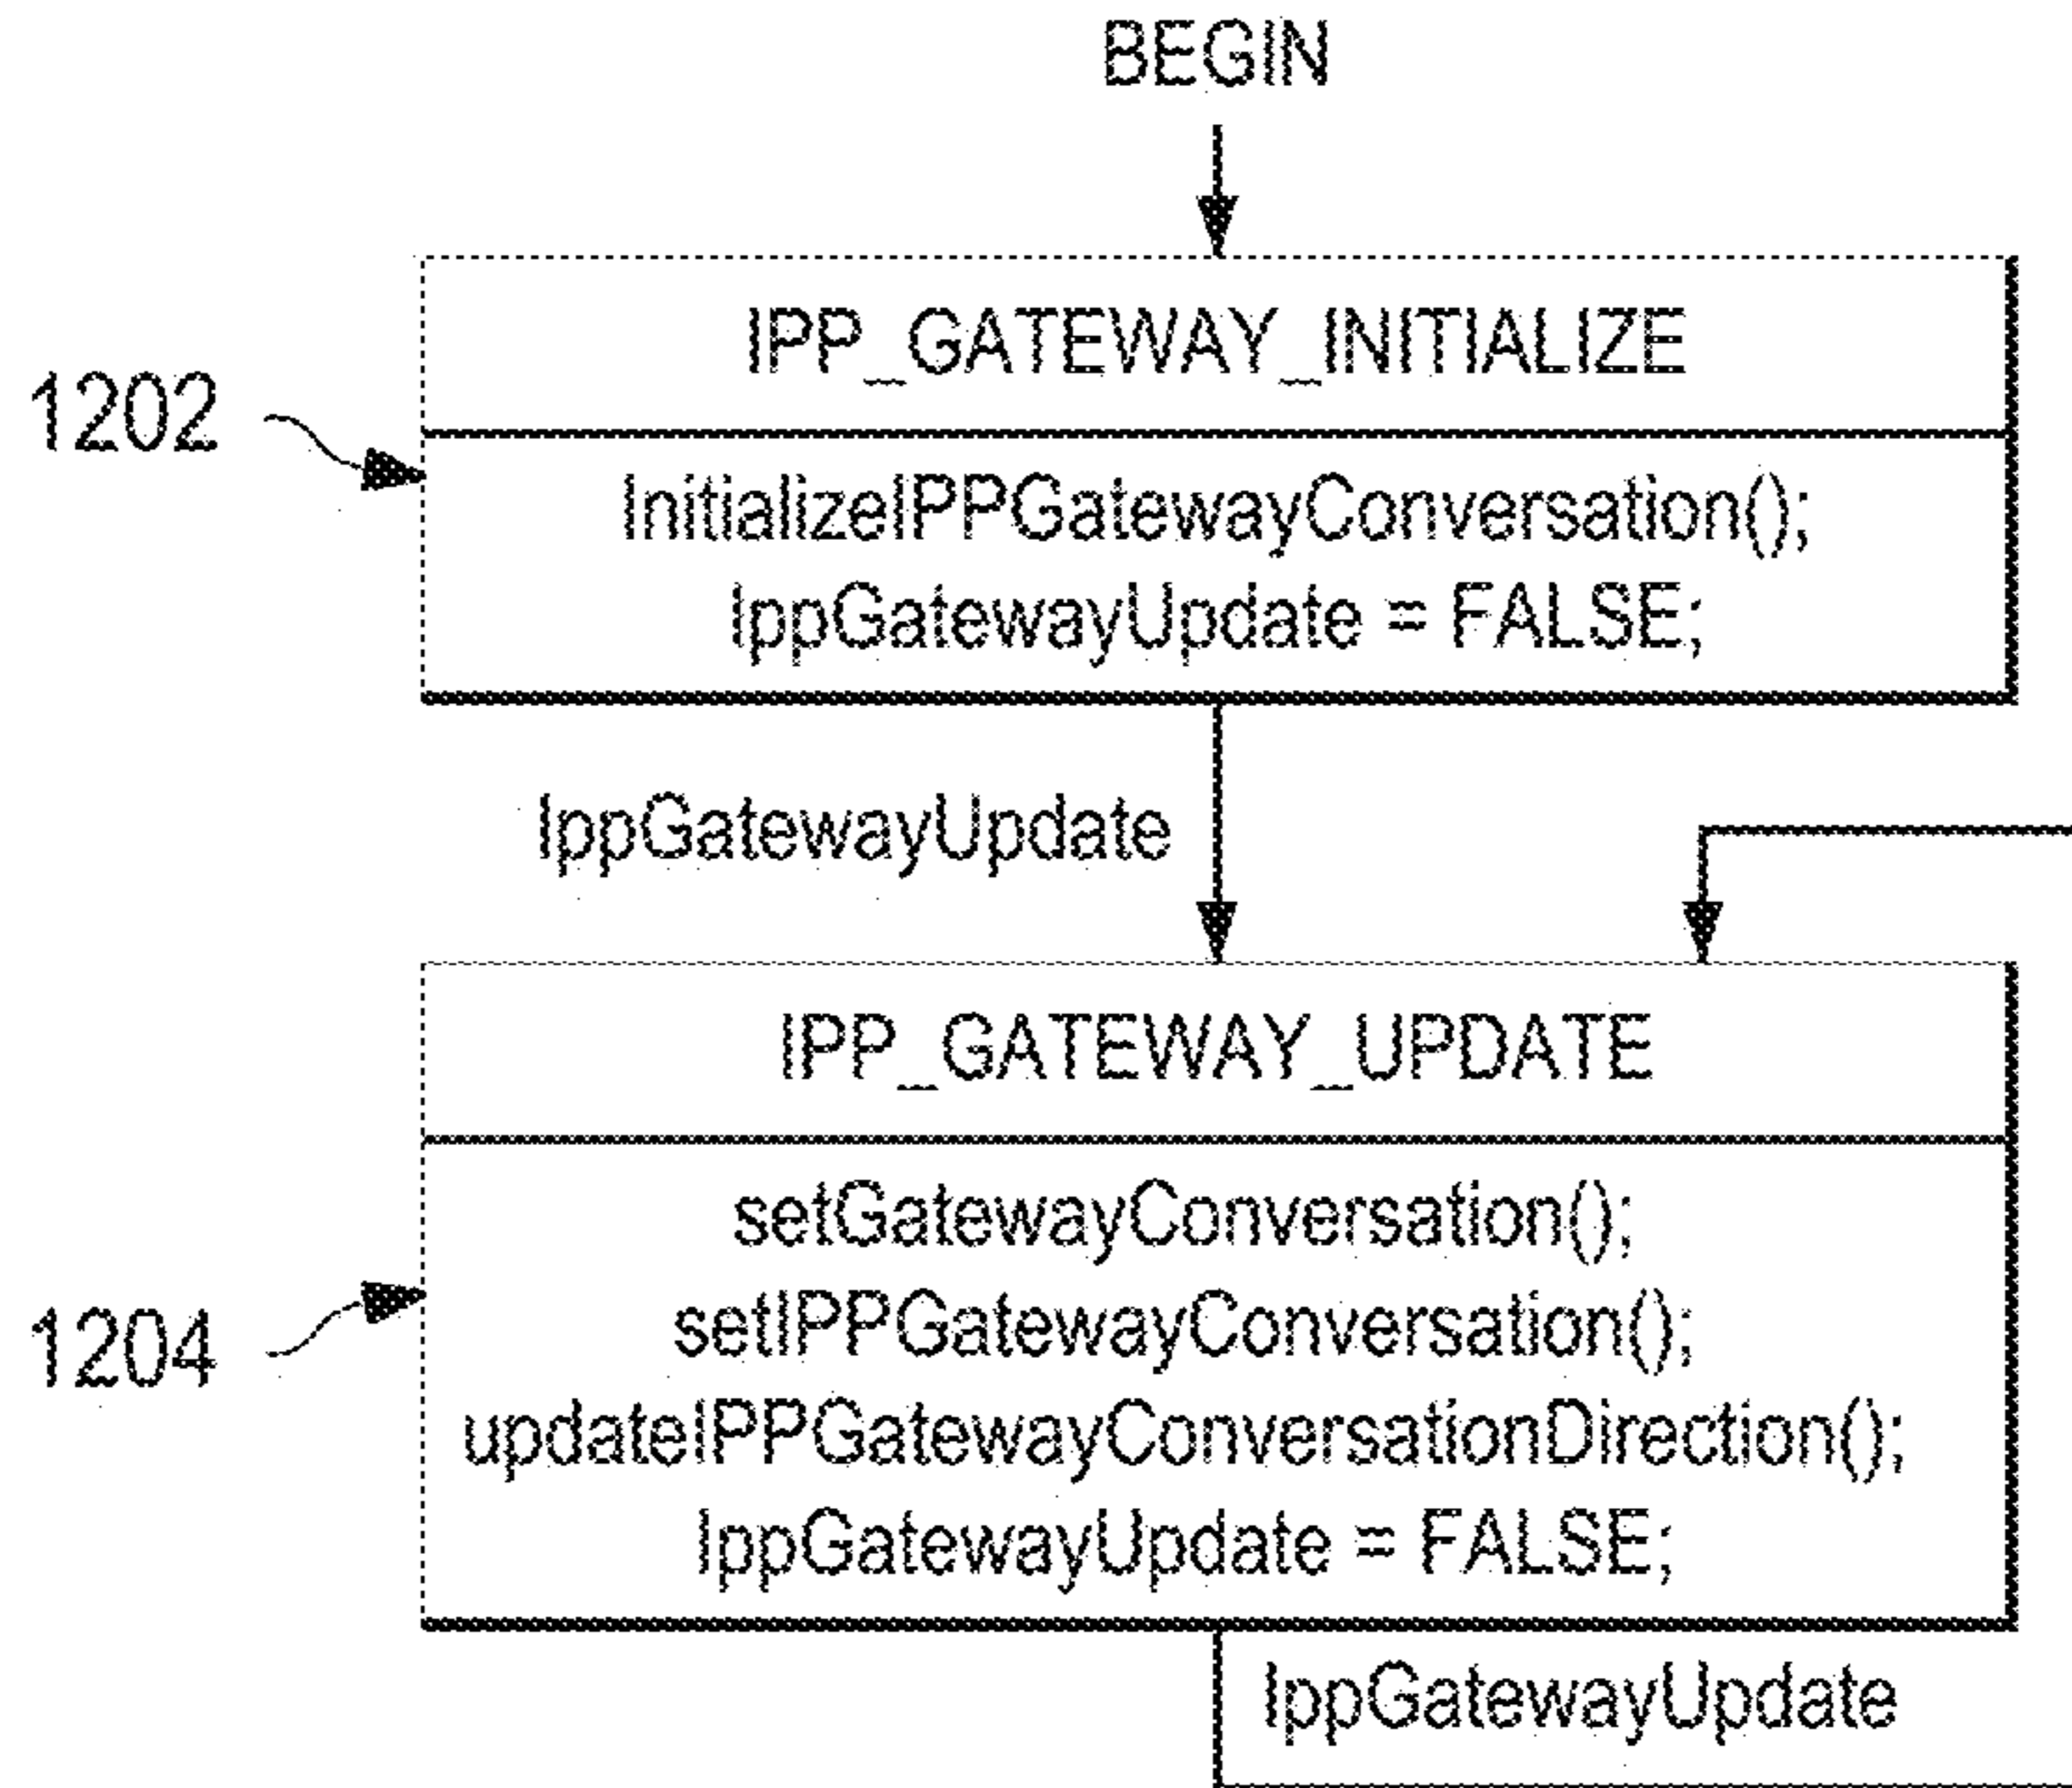 BEGIN
IPP_GATEWAY_INITIALIZE
1202
InitializeIPPGatewayConversation();
IppGatewayUpdate = FALSE;
IppGatewayUpdate
IPP_GATEWAY_UPDATE
setGatewayConversation();
setIPPGatewayConversation();
1204
updateIPPGatewayConversationDirection();
IppGatewayUpdate = FALSE;
IppGatewayUpdate